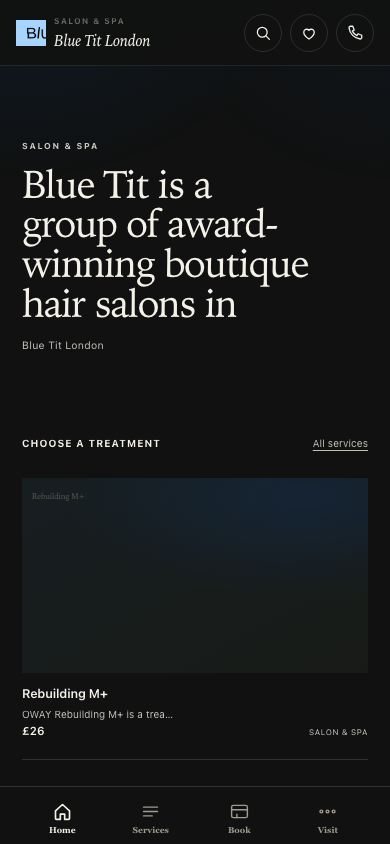 SALON & SPA
Blue Tit London
SALON & SPA
Blue Tit is a
group of award-
winning boutique
hair salons in
Blue Tit London
CHOOSE A TREATMENT
All services
Rebuilding M+
Rebuilding M+
OWAY Rebuilding M+ is a trea...
£26
SALON & SPA
Home
Services
Book
Visit